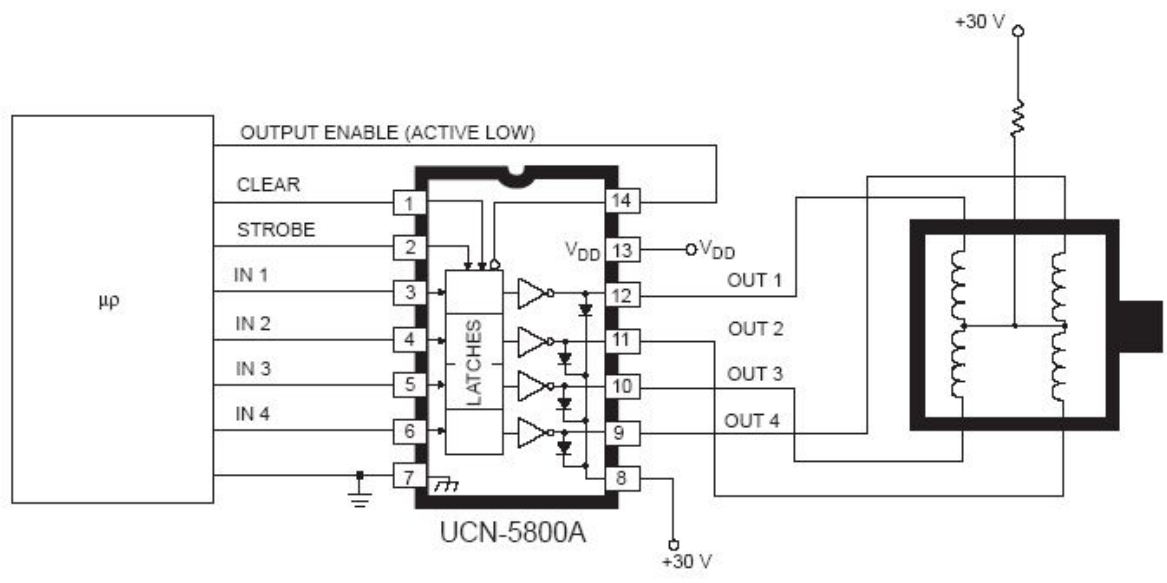 +30 V
OUTPUT ENABLE (ACTIVE LOW)
CLEAR
1
14
STROBE
2
VDD
13
VDD
IN 1
3
12
OUT 1
μρ
IN 2
4
LATCHES
11
OUT 2
IN 3
5
10
OUT 3
IN 4
6
9
OUT 4
7
8
UCN-5800A
+30 V